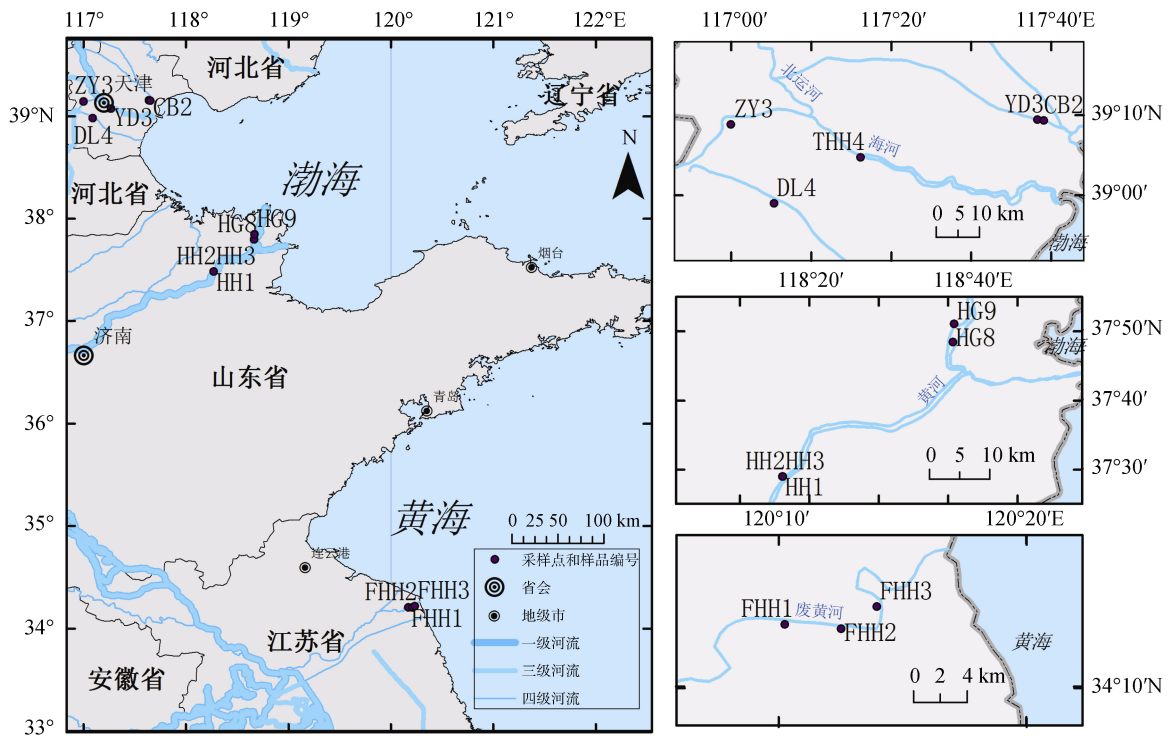 117°
118°
119°
120°
121°
122°E
39°N
38°
37°
36°
35°
34°
33°
河北省
ZY3
天津
CB2
YD3
DL4
辽宁省
N
渤海
河北省
HG8
HG9
HH2HH3
HH1
烟台
济南
山东省
青岛
黄海
0 25 50 100 km
连云港
采样点和样品编号
省会
地级市
一级河流
三级河流
四级河流
FHH2
FHH3
FHH1
江苏省
安徽省
117°00′
117°20′
117°40′E
北运河
ZY3
YD3CB2
39°10′N
THH4
海河
DL4
39°00′
0 5 10 km
渤海
118°20′
118°40′E
HG9
HG8
37°50′N
渤海
黄河
37°40′
0 5 10 km
HH2HH3
HH1
37°30′
120°10′
120°20′E
FHH3
FHH1
废黄河
FHH2
黄海
0 2 4 km
34°10′N